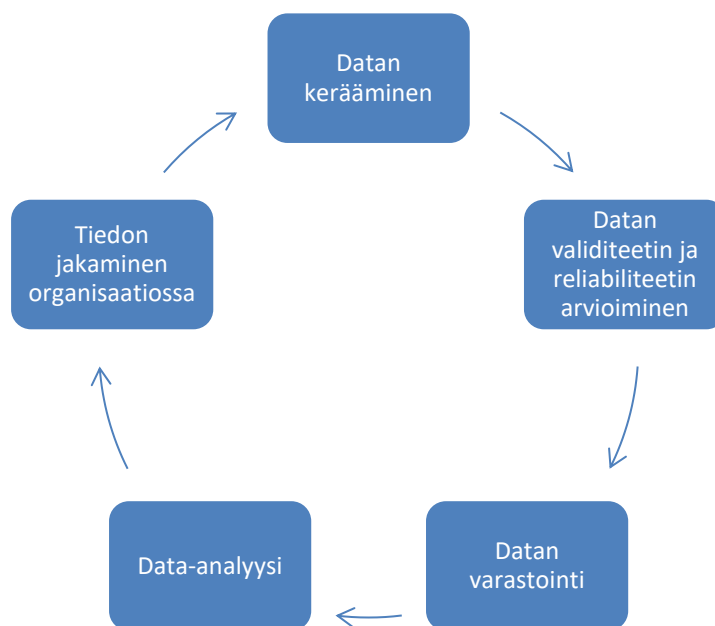 Datan
kerääminen
Datan
validiteetin ja
reliabiliteetin
arvioiminen
Datan
varastointi
Data-analyysi
Tiedon
jakaminen
organisaatiossa